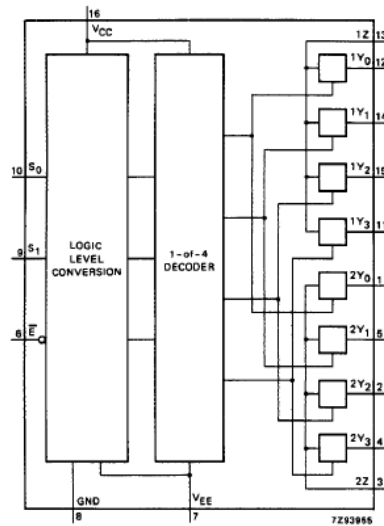 16
VCC
1Z 13
1Y0 12
1Y1 14
10 S0
1Y2 15
1Y3 11
9 S1
LOGIC
LEVEL
CONVERSION
1-of-4
DECODER
2Y0 1
6 E
2Y1 5
2Y2 2
2Y3 4
2Z 3
GND
8
VEE
7
7Z93955